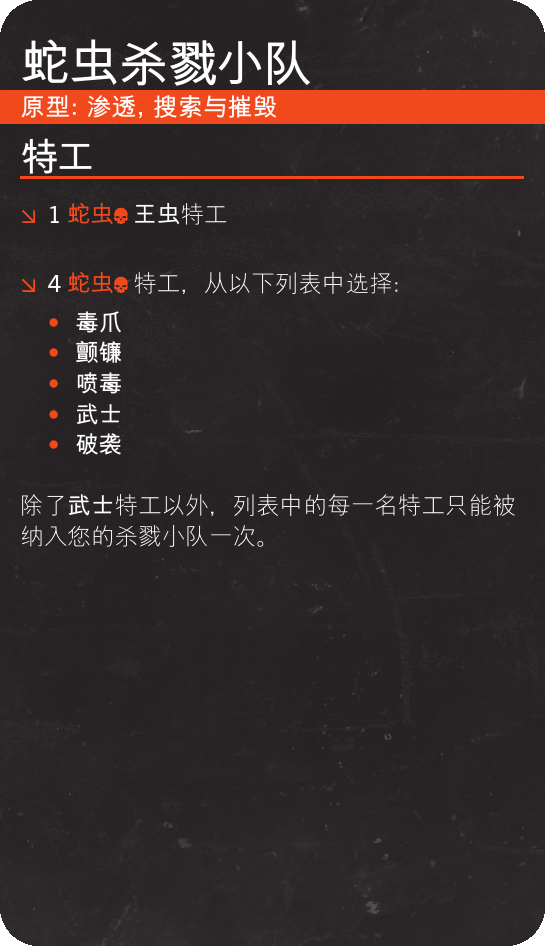 蛇虫杀戮小队
原型: 渗透, 搜索与摧毁
特工
1 蛇虫 王虫特工
4 蛇虫 特工，从以下列表中选择:
• 毒爪
• 颤镰
• 喷毒
• 武士
• 破袭
除了武士特工以外，列表中的每一名特工只能被
纳入您的杀戮小队一次。